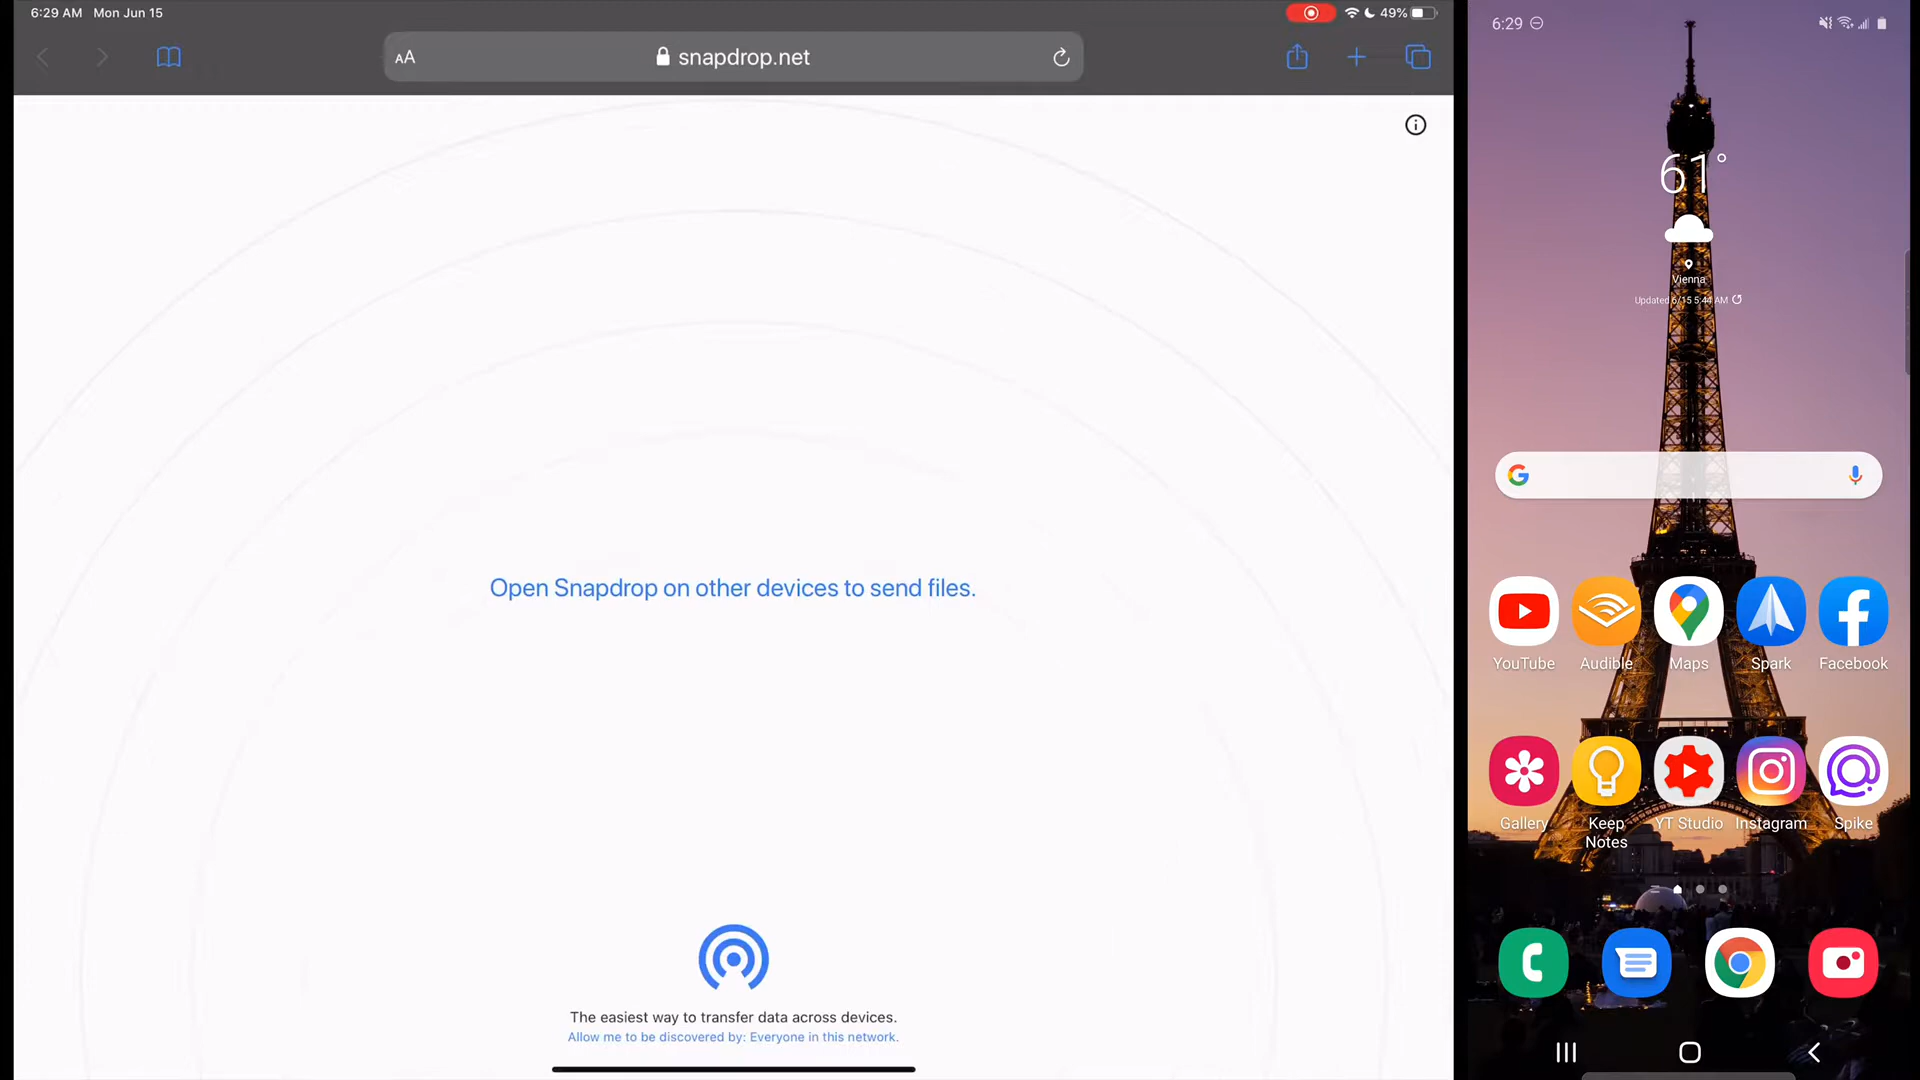 6:29 AM Mon Jun 15
49%
AA
snapdrop.net
Open Snapdrop on other devices to send files.
The easiest way to transfer data across devices.
Allow me to be discovered by: Everyone in this network.
6:29
61°
Vienna
Updated 6/15 5:44 AM
G
YouTube Audible Maps Spark Facebook
Gallery Keep Notes YT Studio Instagram Spike